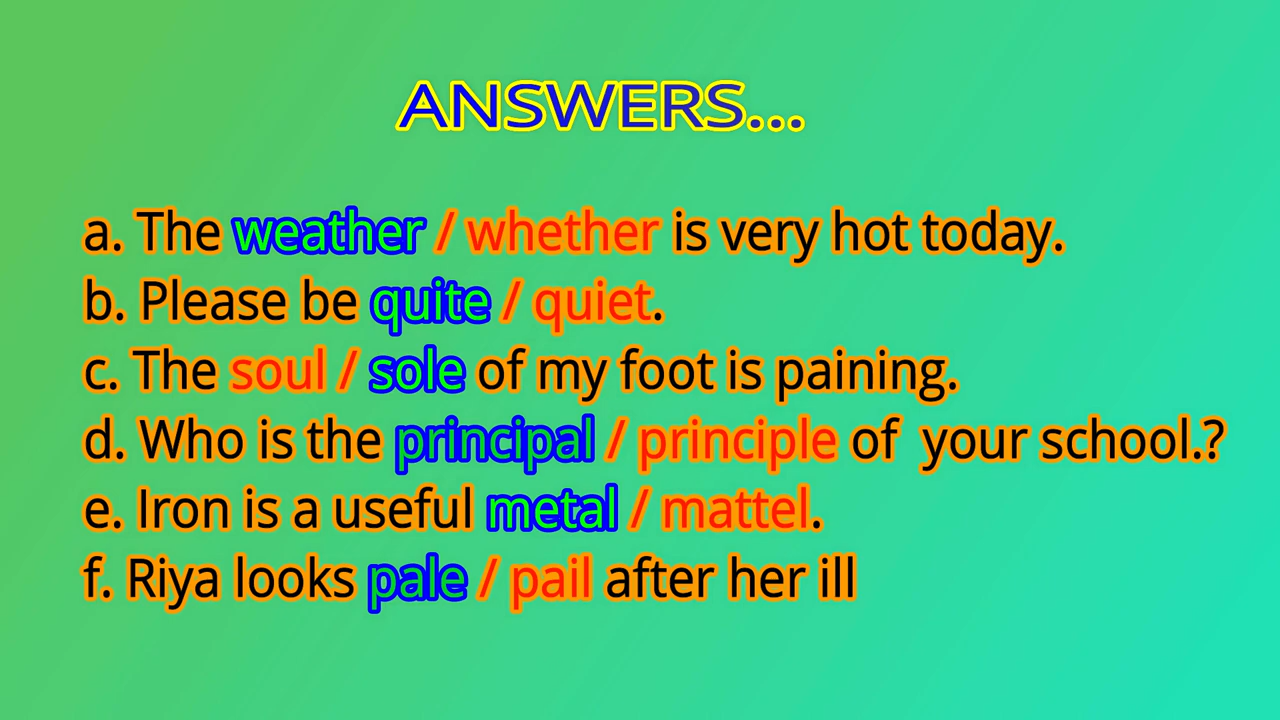 ANSWERS...
a. The weather / whether is very hot today.
b. Please be quite / quiet.
c. The soul / sole of my foot is paining.
d. Who is the principal / principle of  your school.?
e. Iron is a useful metal / mattel.
f. Riya looks pale / pail after her ill